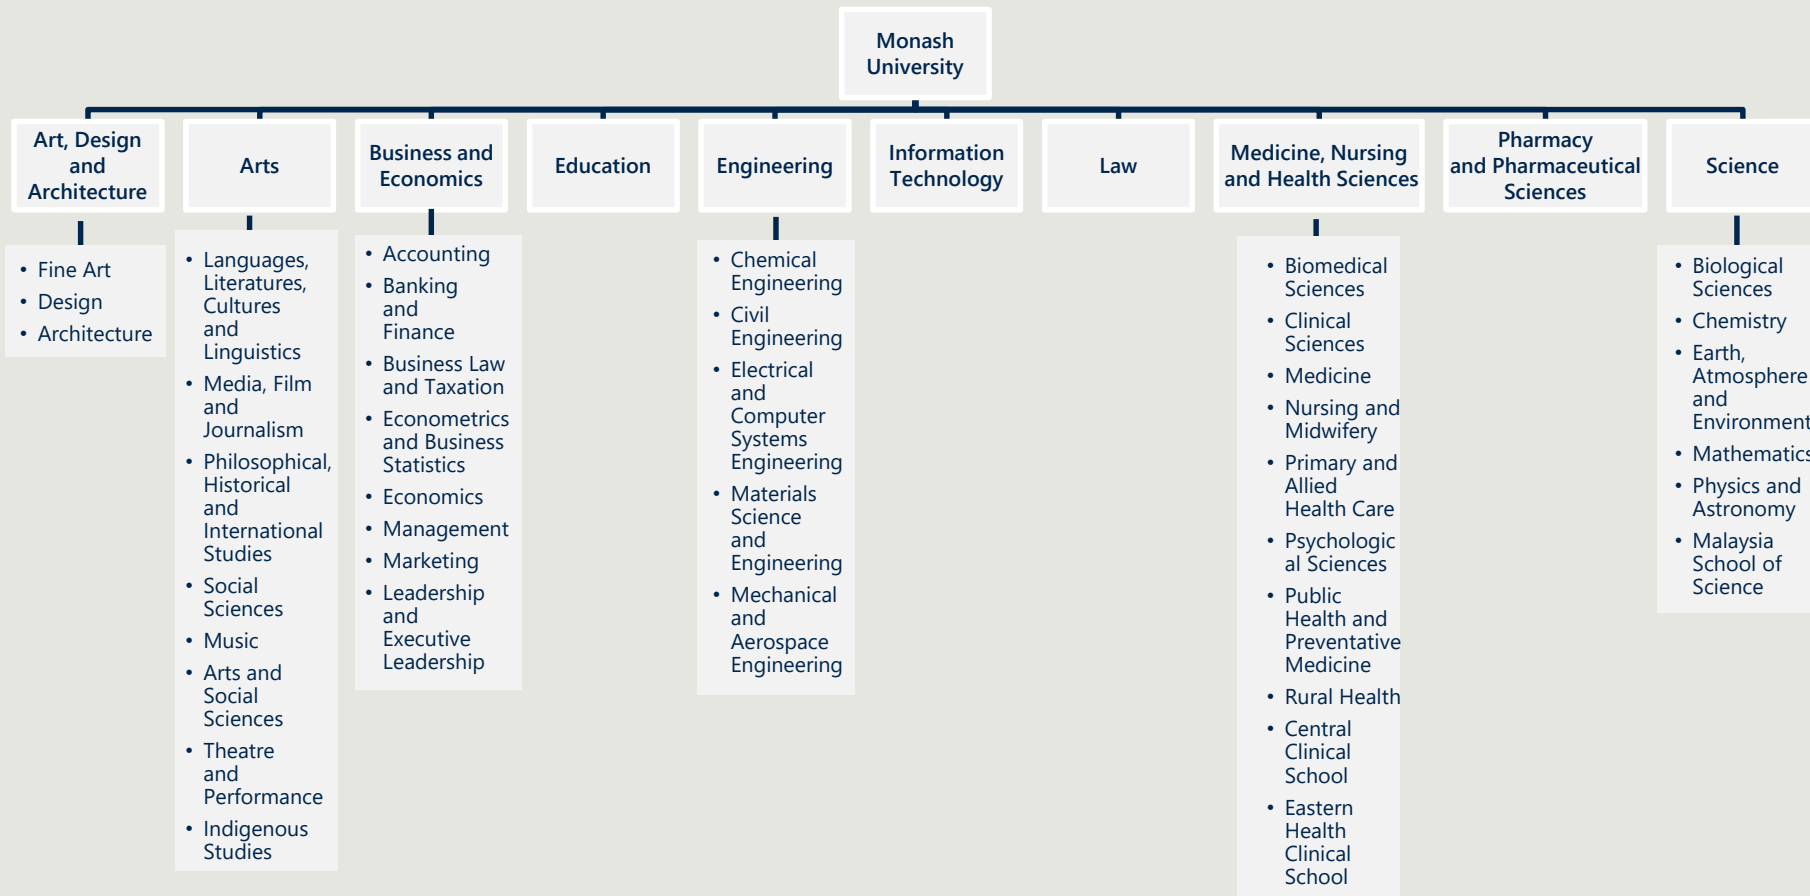 Monash
University
Art, Design
and
Architecture
Arts
Business and
Economics
Education
Engineering
Information
Technology
Law
Medicine, Nursing
and Health Sciences
Pharmacy
and Pharmaceutical
Sciences
Science
• Fine Art
• Design
• Architecture
• Languages,
Literatures,
Cultures
and
Linguistics
• Media, Film
and
Journalism
• Philosophical,
Historical
and
International
Studies
• Social
Sciences
• Music
• Arts and
Social
Sciences
• Theatre
and
Performance
• Indigenous
Studies
• Accounting
• Banking
and
Finance
• Business Law
and Taxation
• Econometrics
and Business
Statistics
• Economics
• Management
• Marketing
• Leadership
and
Executive
Leadership
• Chemical
Engineering
• Civil
Engineering
• Electrical
and
Computer
Systems
Engineering
• Materials
Science
and
Engineering
• Mechanical
and
Aerospace
Engineering
• Biomedical
Sciences
• Clinical
Sciences
• Medicine
• Nursing and
Midwifery
• Primary and
Allied
Health Care
• Psychologic
al Sciences
• Public
Health and
Preventative
Medicine
• Rural Health
• Central
Clinical
School
• Eastern
Health
Clinical
School
• Biological
Sciences
• Chemistry
• Earth,
Atmosphere
and
Environment
• Mathematics
• Physics and
Astronomy
• Malaysia
School of
Science